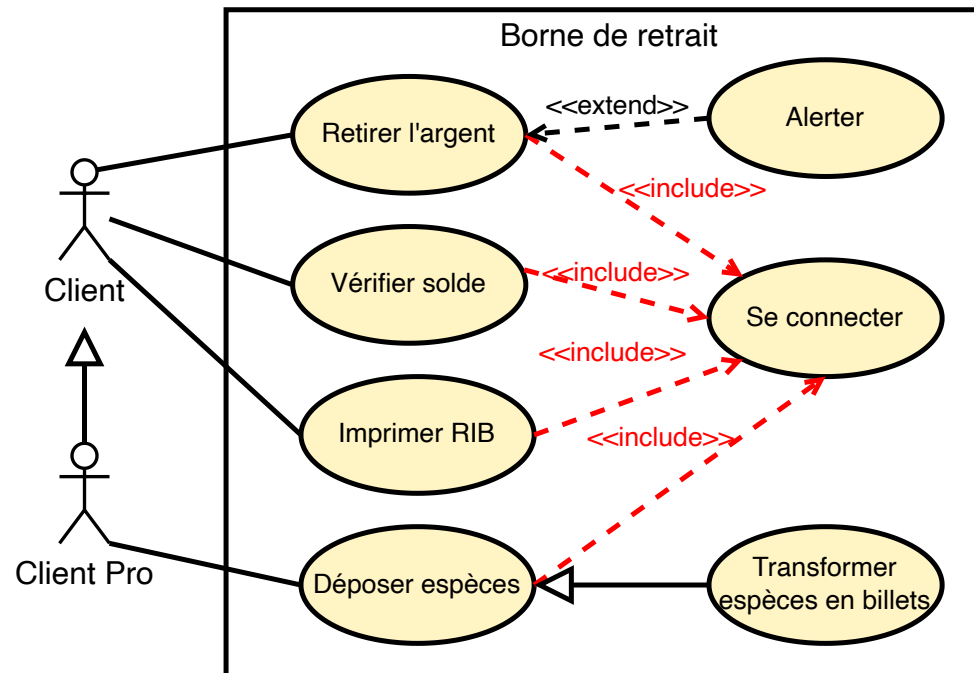 Borne de retrait
Retirer l'argent
<<extend>>
Alerter
<<include>>
Client
Vérifier solde
<<include>>
Se connecter
<<include>>
Imprimer RIB
<<include>>
Client Pro
Déposer espèces
Transformer
espèces en billets